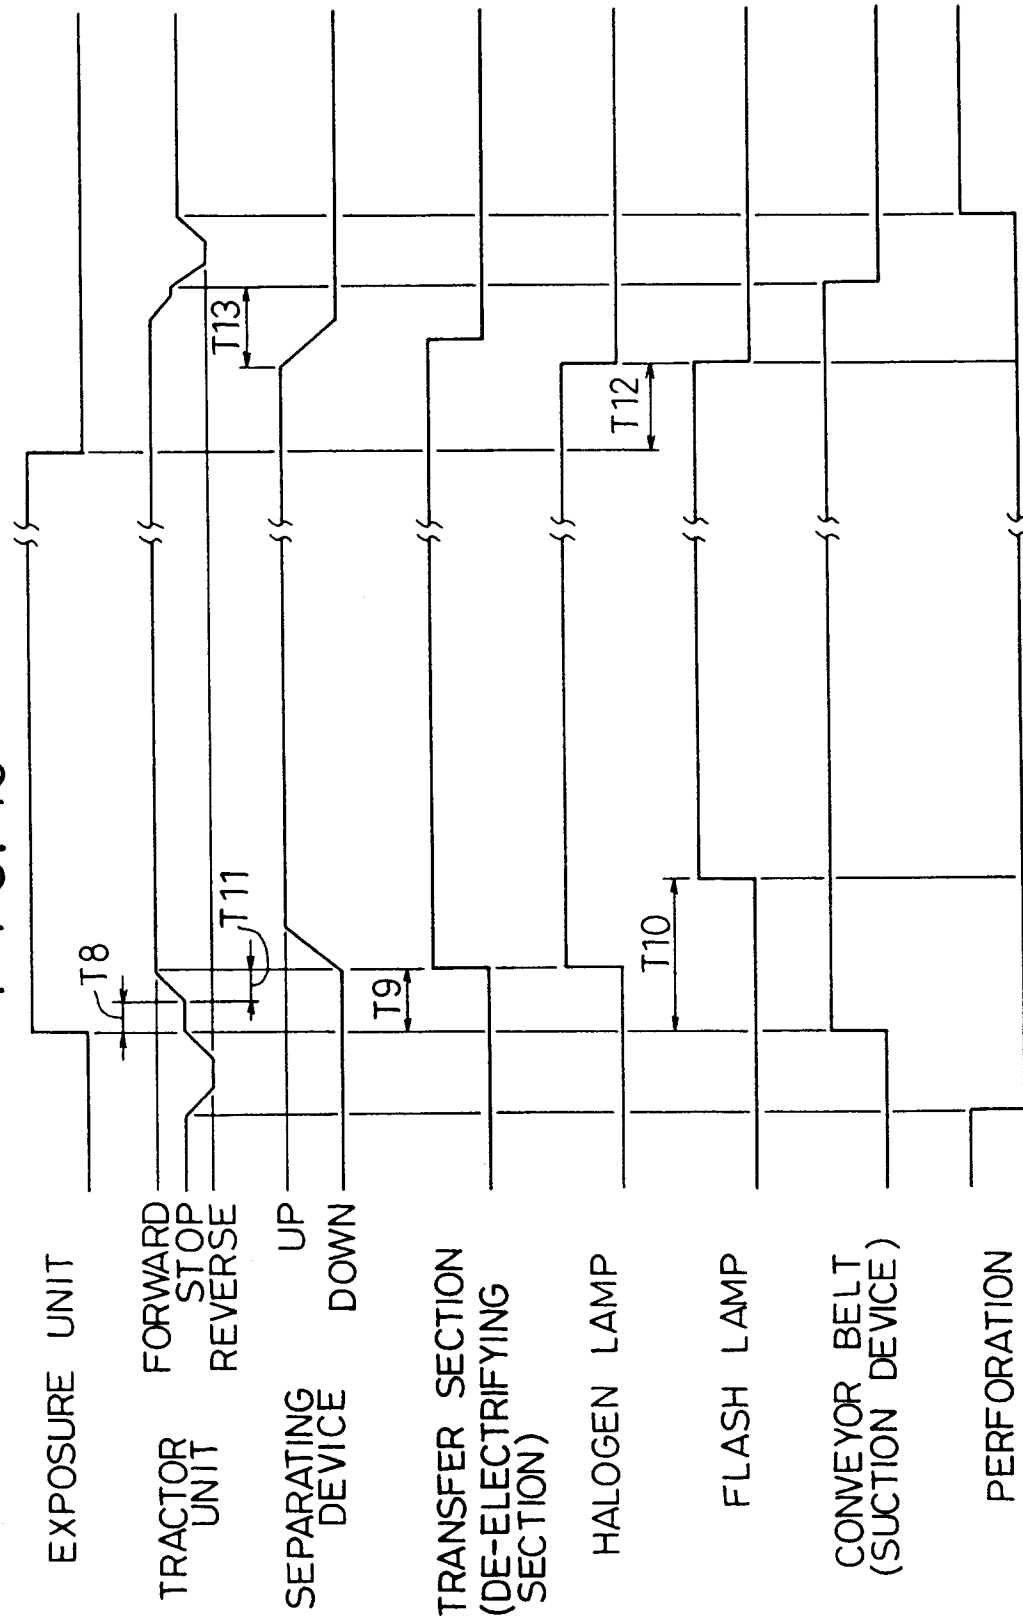 EXPOSURE UNIT
TRACTOR
UNIT
FORWARD
STOP
REVERSE
SEPARATING
DEVICE
UP
DOWN
TRANSFER SECTION
(DE-ELECTRIFYING
SECTION)
HALOGEN LAMP
FLASH LAMP
CONVEYOR BELT
(SUCTION DEVICE)
PERFORATION
T8
T11
T9
T10
T13
T12